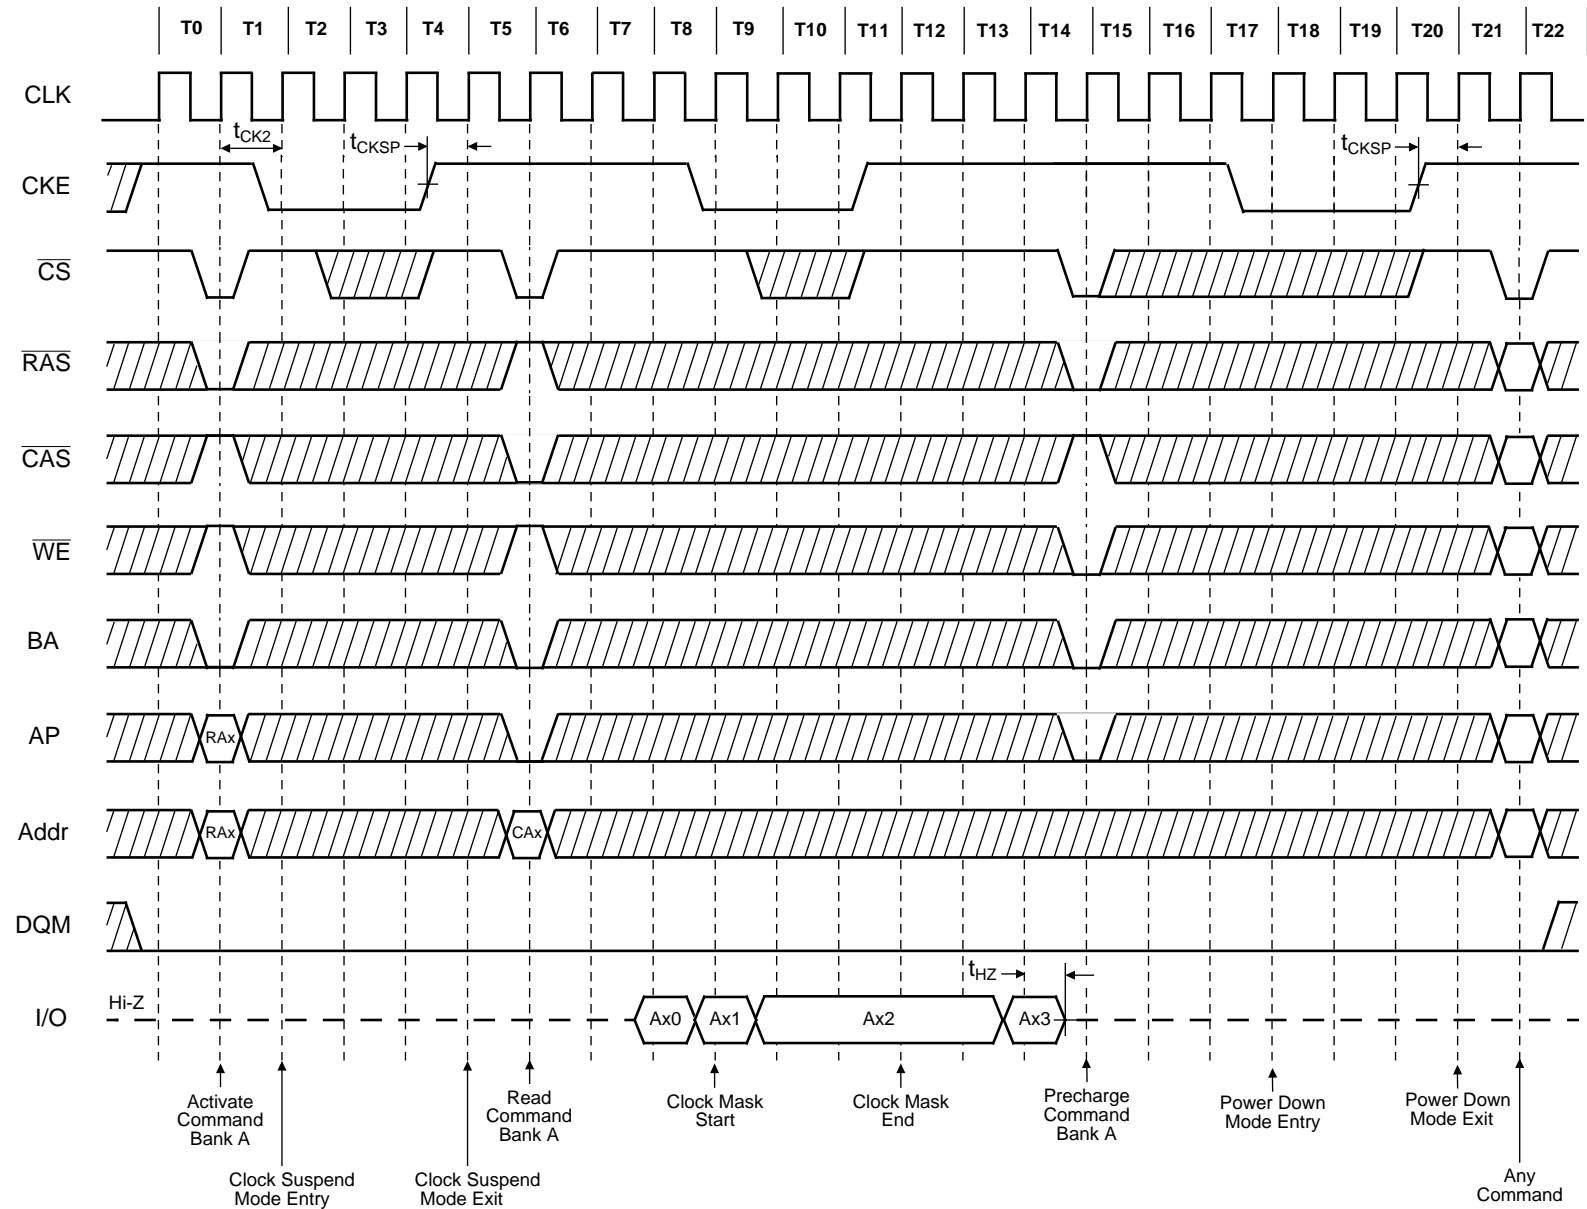 T0 T1 T2 T3 T4 T5 T6 T7 T8 T9 T10 T11 T12 T13 T14 T15 T16 T17 T18 T19 T20 T21 T22
CLK
tCK2
tCKSP
tCKSP
CKE
CS
RAS
CAS
WE
BA
AP
RAx
Addr
RAx
CAx
DQM
tHZ
Hi-Z
I/O
Ax0
Ax1
Ax2
Ax3
Activate
Command
Bank A
Read
Command
Bank A
Clock Mask
Start
Clock Mask
End
Precharge
Command
Bank A
Power Down
Mode Entry
Power Down
Mode Exit
Clock Suspend
Mode Entry
Clock Suspend
Mode Exit
Any
Command